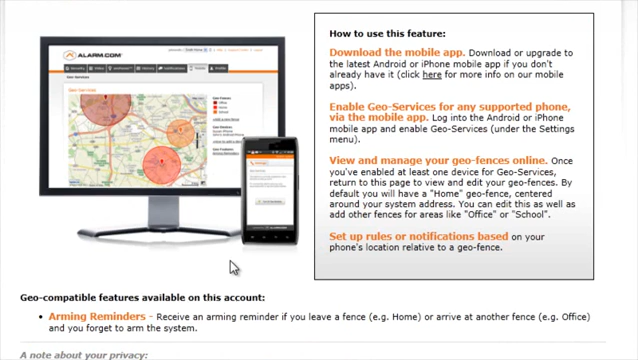 ALARM.COM
Geo-Services
How to use this feature:
Download the mobile app. Download or upgrade to
the latest Android or iPhone mobile app if you don't
already have it (click here for more info on our mobile
apps).
Enable Geo-Services for any supported phone,
via the mobile app. Log into the Android or iPhone
mobile app and enable Geo-Services (under the Settings
menu).
View and manage your geo-fences online. Once
you've enabled at least one device for Geo-Services,
return to this page to view and edit your geo-fences. By
default you will have a "Home" geo-fence, centered
around your system address. You can edit this as well as
add other fences for areas like "Office" or "School".
Set up rules or notifications based on your
phone's location relative to a geo-fence.
Geo-compatible features available on this account:
• Arming Reminders - Receive an arming reminder if you leave a fence (e.g. Home) or arrive at another fence (e.g. Office)
and you forget to arm the system.
A note about your privacy: